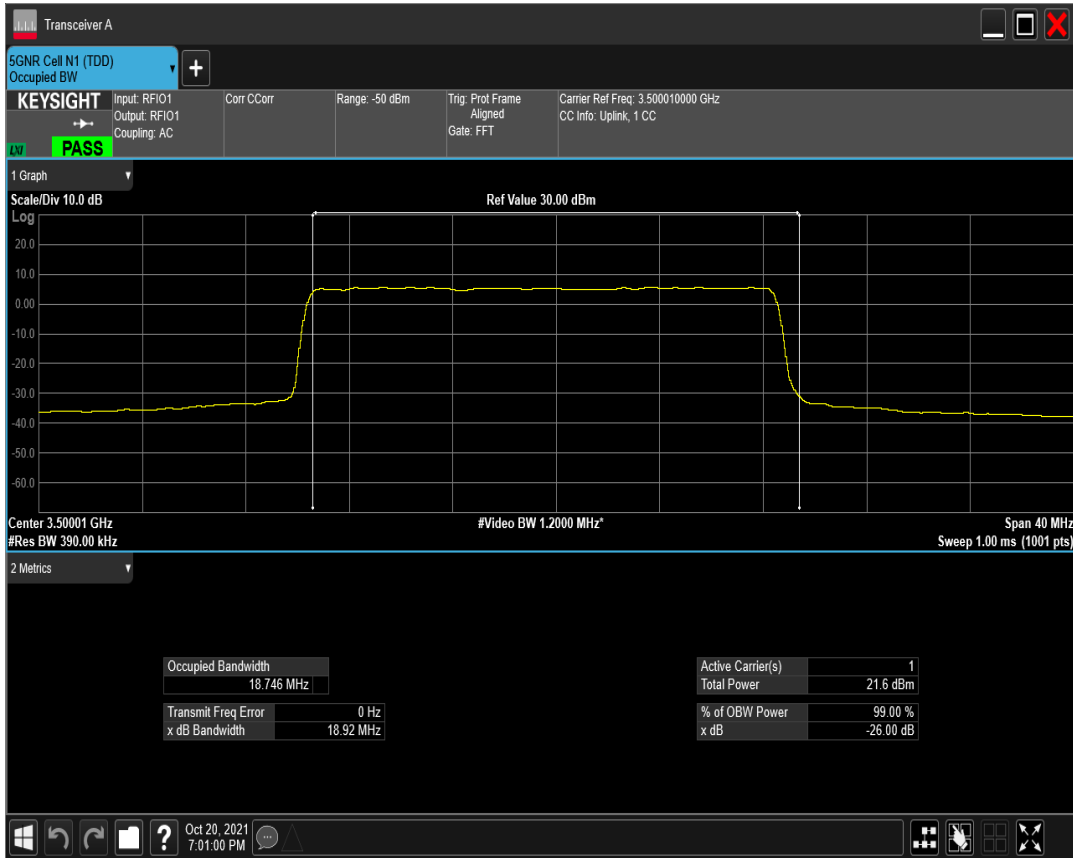 Transceiver A
5GNR Cell N1 (TDD)
Occupied BW
+
KEYSIGHT
LXI
PASS
Input: RFIO1
Output: RFIO1
Coupling: AC
Corr CCorr
Range: -50 dBm
Trig: Prot Frame
Aligned
Gate: FFT
Carrier Ref Freq: 3.500010000 GHz
CC Info: Uplink, 1 CC
1 Graph
Scale/Div 10.0 dB
Ref Value 30.00 dBm
Log
20.0
10.0
0.00
-10.0
-20.0
-30.0
-40.0
-50.0
-60.0
Center 3.50001 GHz
#Video BW 1.2000 MHz*
Span 40 MHz
#Res BW 390.00 kHz
Sweep 1.00 ms (1001 pts)
2 Metrics
Occupied Bandwidth
18.746 MHz
Transmit Freq Error 0 Hz
x dB Bandwidth 18.92 MHz
Active Carrier(s) 1
Total Power 21.6 dBm
% of OBW Power 99.00 %
x dB -26.00 dB
?
Oct 20, 2021
7:01:00 PM